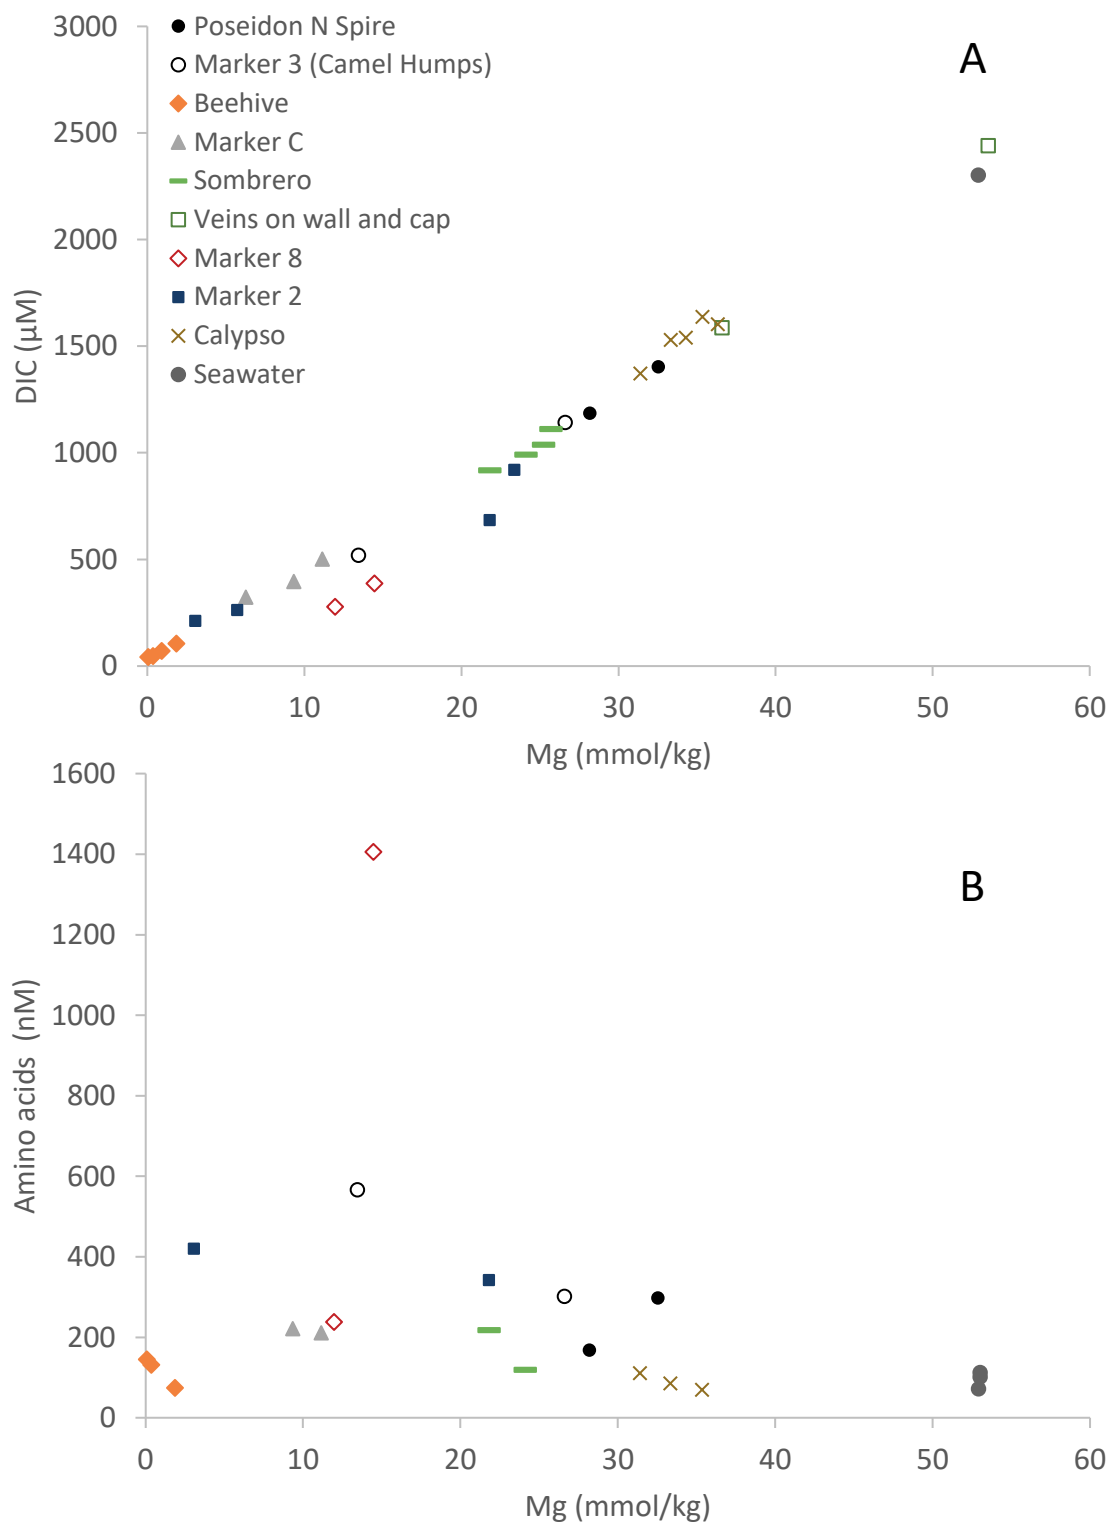 3000
2500
2000
1500
1000
500
0
DIC (µM)
Poseidon N Spire
Marker 3 (Camel Humps)
Beehive
Marker C
Sombrero
Veins on wall and cap
Marker 8
Marker 2
Calypso
Seawater
A
0 10 20 30 40 50 60
Mg (mmol/kg)
1600
1400
1200
1000
800
600
400
200
0
Amino acids (nM)
B
0 10 20 30 40 50 60
Mg (mmol/kg)